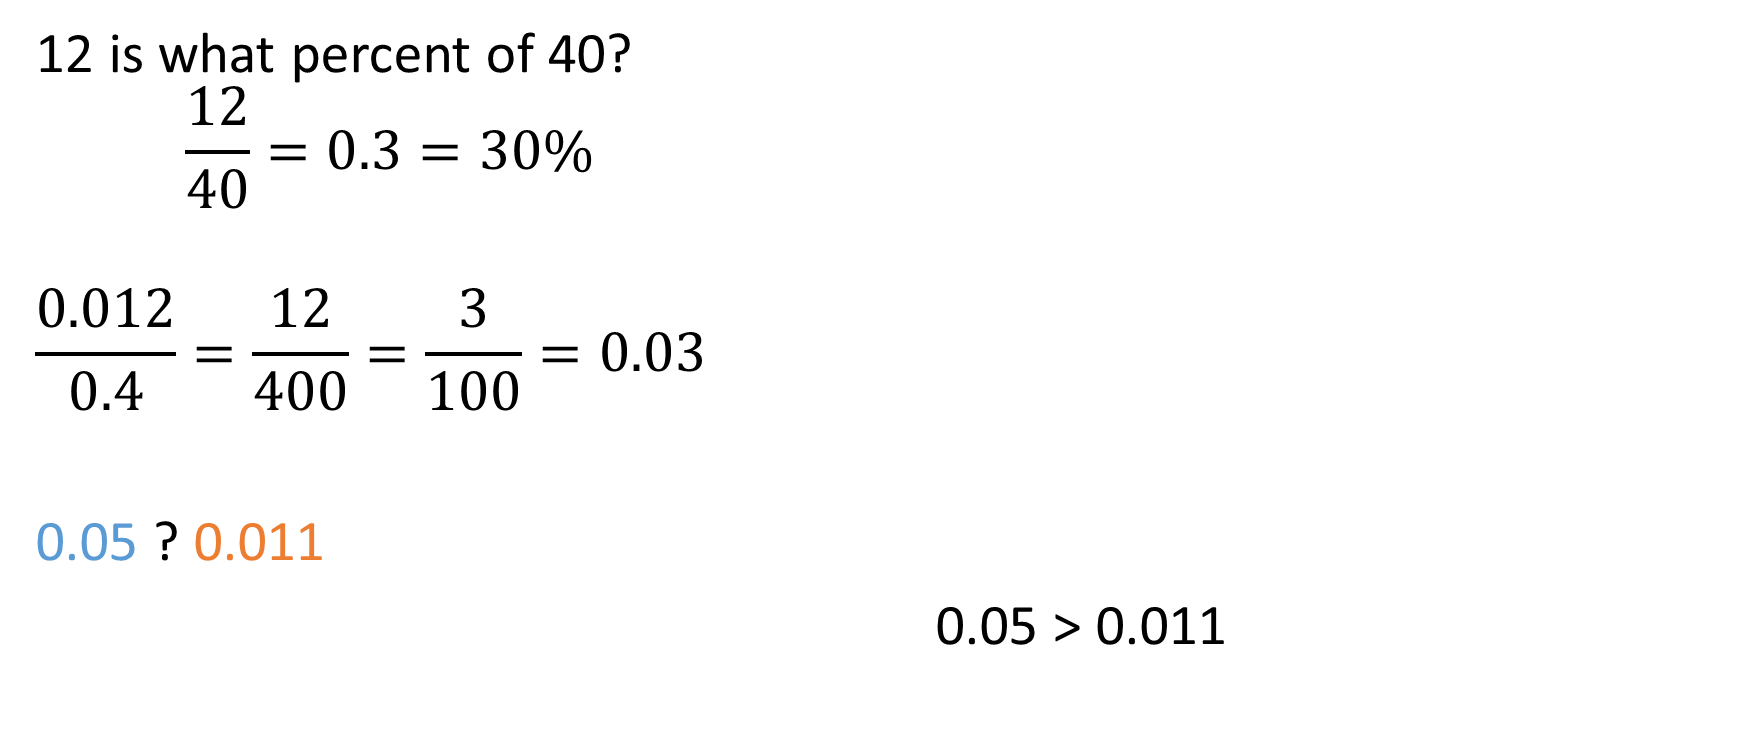 12 is what percent of 40?
12/40 = 0.3 = 30%
0.012/0.4 = 12/400 = 3/100 = 0.03
0.05 ? 0.011
0.05 > 0.011